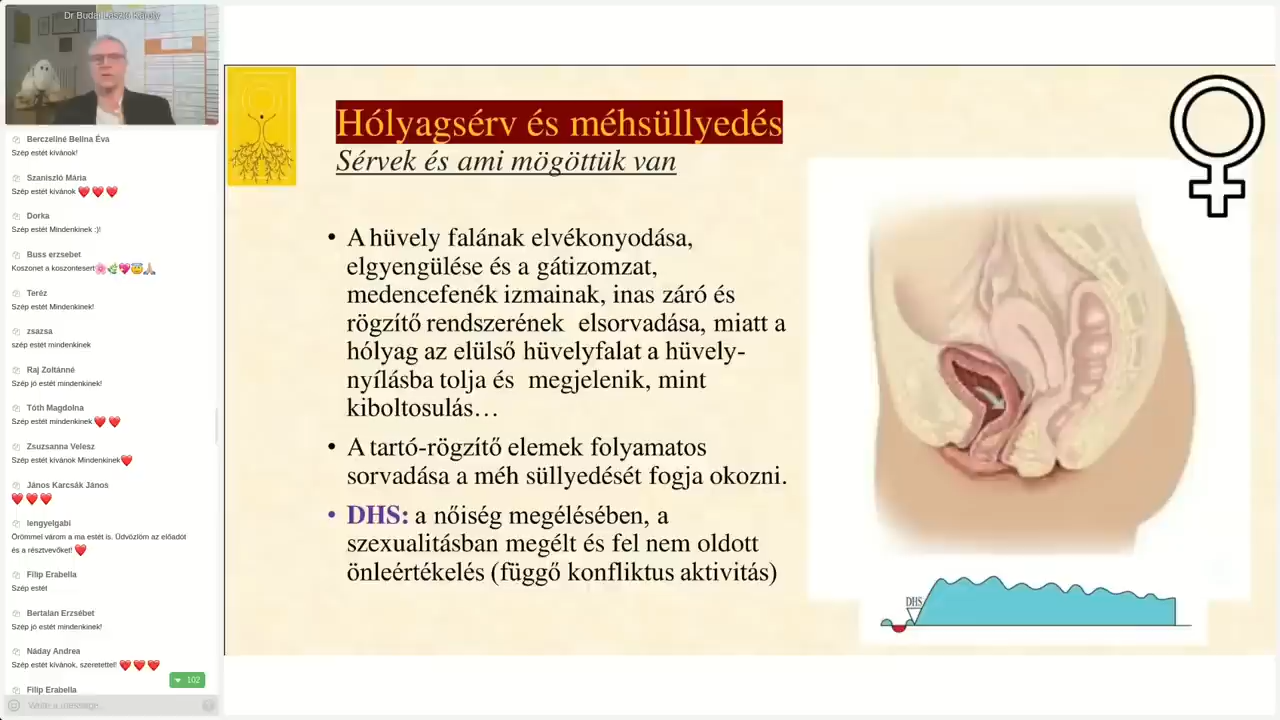 Dr Budai László Károly
Berczeliné Belina Éva
Szép estét kívánok!
Szaniszló Mária
Szép estét kívánok ❤️ ❤️ ❤️
Dorka
Szép estét Mindenkinek :)!
Buss erzsebet
Koszonet a koszontesert🌸🌿💖😇🙏🏼
Teréz
Szép estét Mindenkinek!
zsazsa
szép estét mindenkinek
Raj Zoltánné
Szép jó estét mindenkinek!
Tóth Magdolna
Szép estét mindenkinek ❤️ ❤️
Zsuzsanna Velesz
Szép estét kívánok Mindenkinek❤️
János Karcsák János
❤️ ❤️ ❤️
lengyelgabi
Örömmel várom a ma estét is. Üdvözlöm az előadót
és a résztvevőket! ❤️
Filip Erabella
Szép estét
Bertalan Erzsébet
Szép jó estét mindenkinek!
Náday Andrea
Szép estét kívánok, szeretettel! ❤️ ❤️ ❤️
102
Filip Erabella
Write a message...
Hólyagsérv és méhsüllyedés
Sérvek és ami mögöttük van
• A hüvely falának elvékonyodása,
elgyengülése és a gátizomzat,
medencefenék izmainak, inas záró és
rögzítő rendszerének elsorvadása, miatt a
hólyag az elülső hüvelyfalat a hüvely-
nyílásba tolja és megjelenik, mint
kiboltosulás…
• A tartó-rögzítő elemek folyamatos
sorvadása a méh süllyedését fogja okozni.
• DHS: a nőiség megélésében, a
szexualitásban megélt és fel nem oldott
önleértékelés (függő konfliktus aktivitás)
DHS